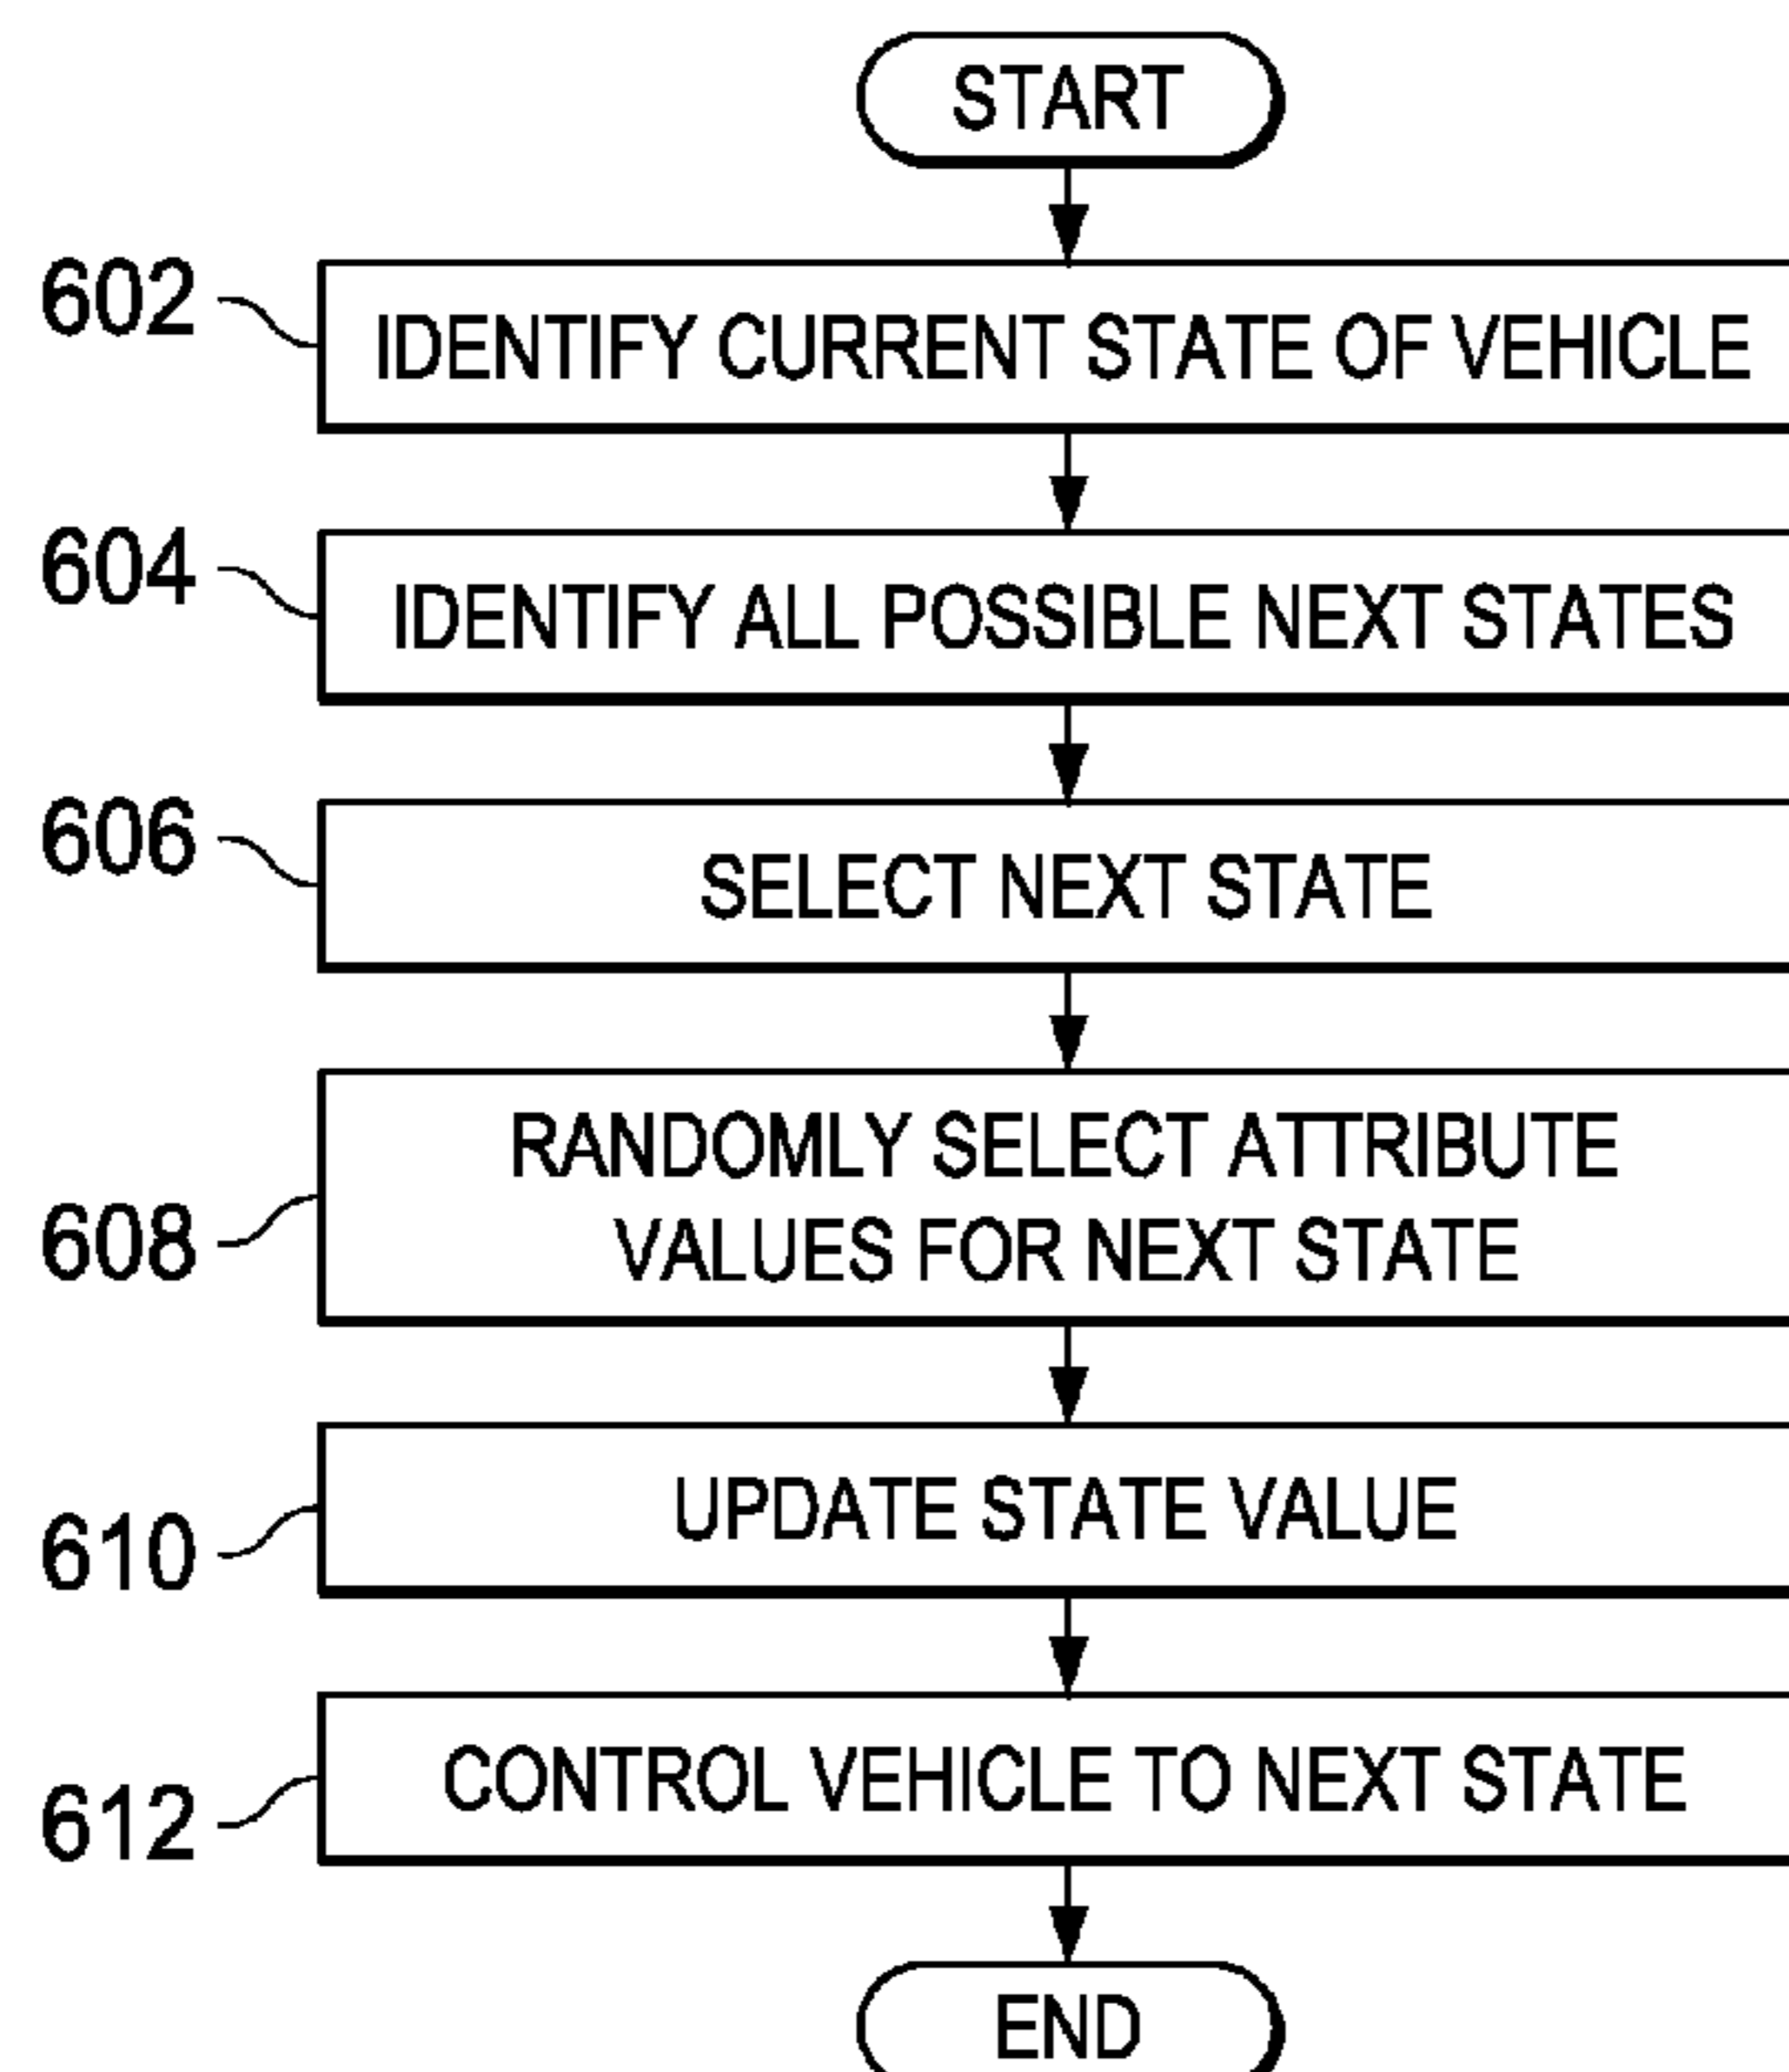 START
602
IDENTIFY CURRENT STATE OF VEHICLE
604
IDENTIFY ALL POSSIBLE NEXT STATES
606
SELECT NEXT STATE
608
RANDOMLY SELECT ATTRIBUTE
VALUES FOR NEXT STATE
610
UPDATE STATE VALUE
612
CONTROL VEHICLE TO NEXT STATE
END